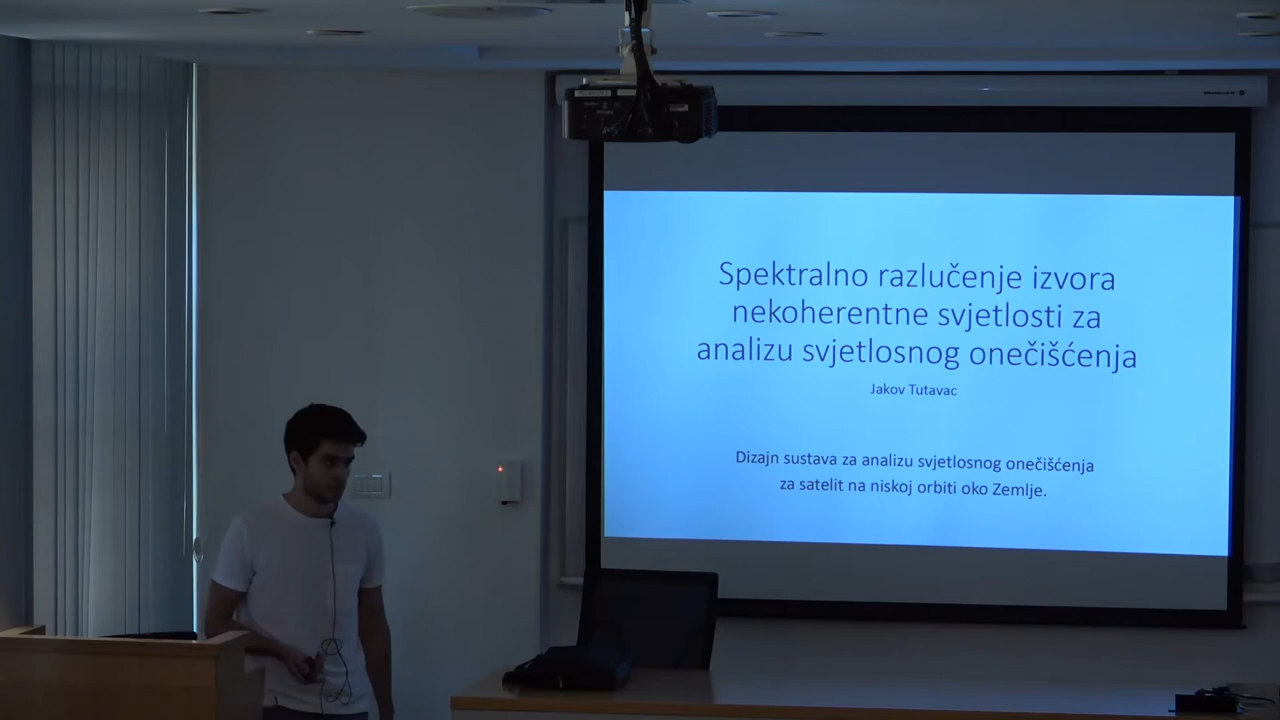 Spektralno razlučenje izvora
nekoherentne svjetlosti za
analizu svjetlosnog onečišćenja
Jakov Tutavac
Dizajn sustava za analizu svjetlosnog onečišćenja
za satelit na niskoj orbiti oko Zemlje.